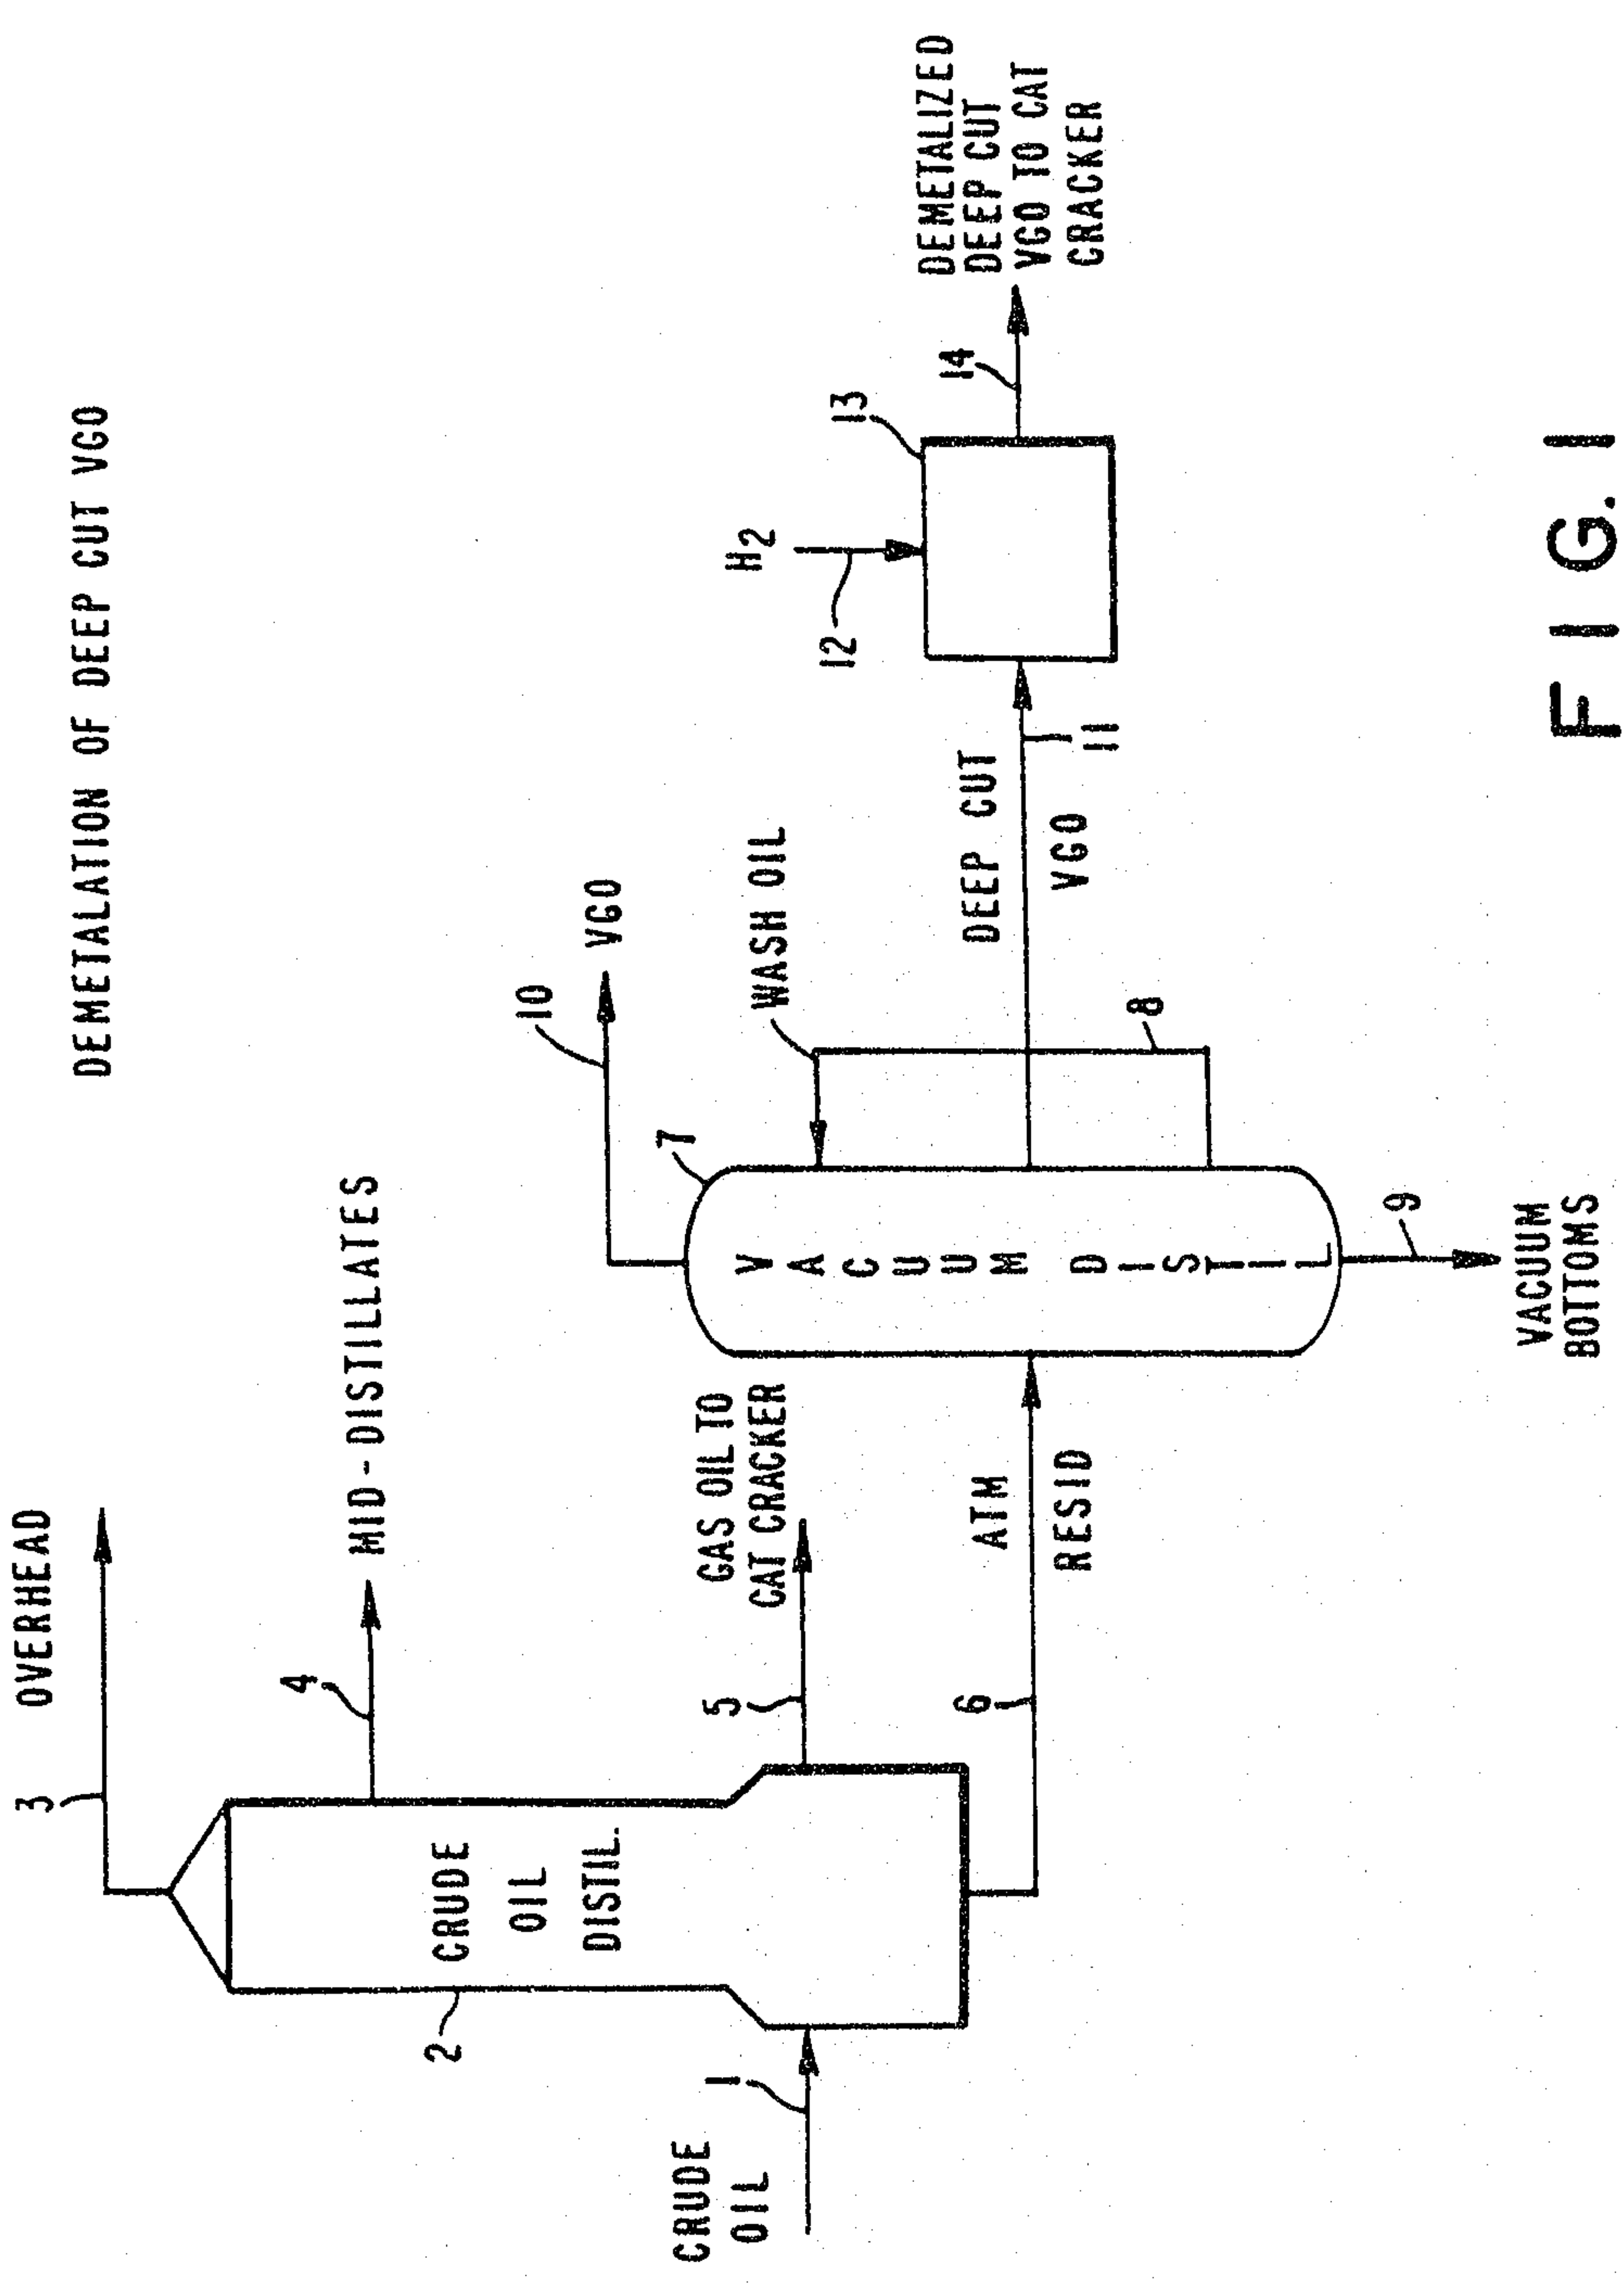 DEMETALATION OF DEEP CUT VGO
3 OVERHEAD
4
MID-DISTILLATES
CRUDE
OIL
DISTIL.
2
CRUDE
OIL
1
5
GAS OIL TO
CAT CRACKER
6
ATM
RESID
7
VACUUM DISTIL
10
VGO
WASH OIL
8
9
VACUUM
BOTTOMS
DEEP CUT
VGO
11
H2
12
13
14
DEMETALIZED
DEEP CUT
VGO TO CAT
CRACKER
FIG. 1